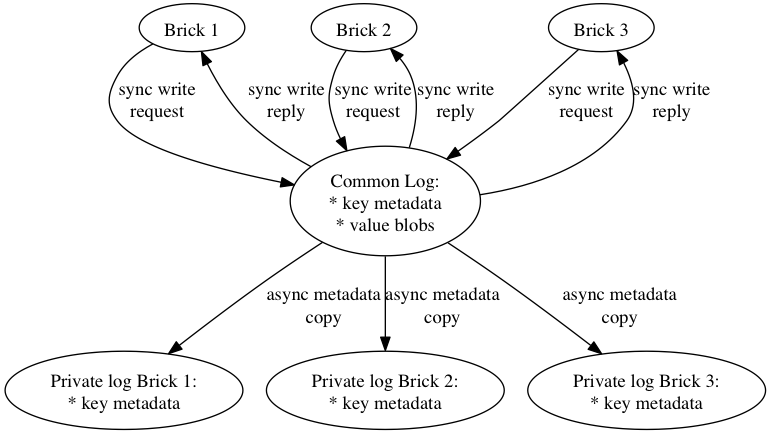 Brick 1
Brick 2
Brick 3
sync write
request
sync write
reply
sync write
request
sync write
reply
sync write
request
sync write
reply
Common Log:
* key metadata
* value blobs
async metadata
copy
async metadata
copy
async metadata
copy
Private log Brick 1:
* key metadata
Private log Brick 2:
* key metadata
Private log Brick 3:
* key metadata